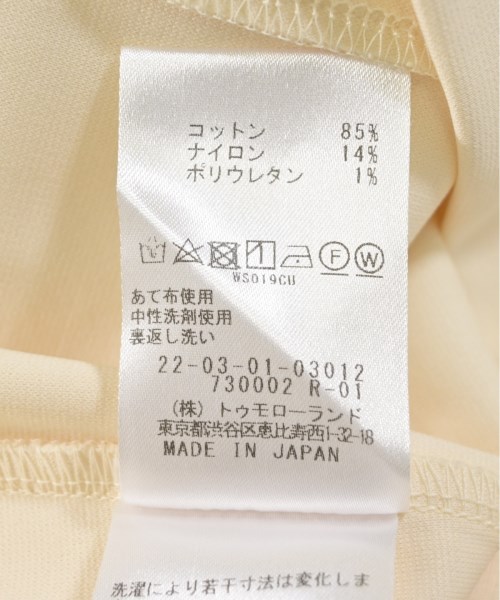 コットン 85%
ナイロン 14%
ポリウレタン 1%
WS019CU
あて布使用
中性洗剤使用
裏返し洗い
22-03-01-03012
730002 R-01
(株) トゥモローランド
東京都渋谷区恵比寿西1-32-18
MADE IN JAPAN
洗濯により若干寸法は変化しま